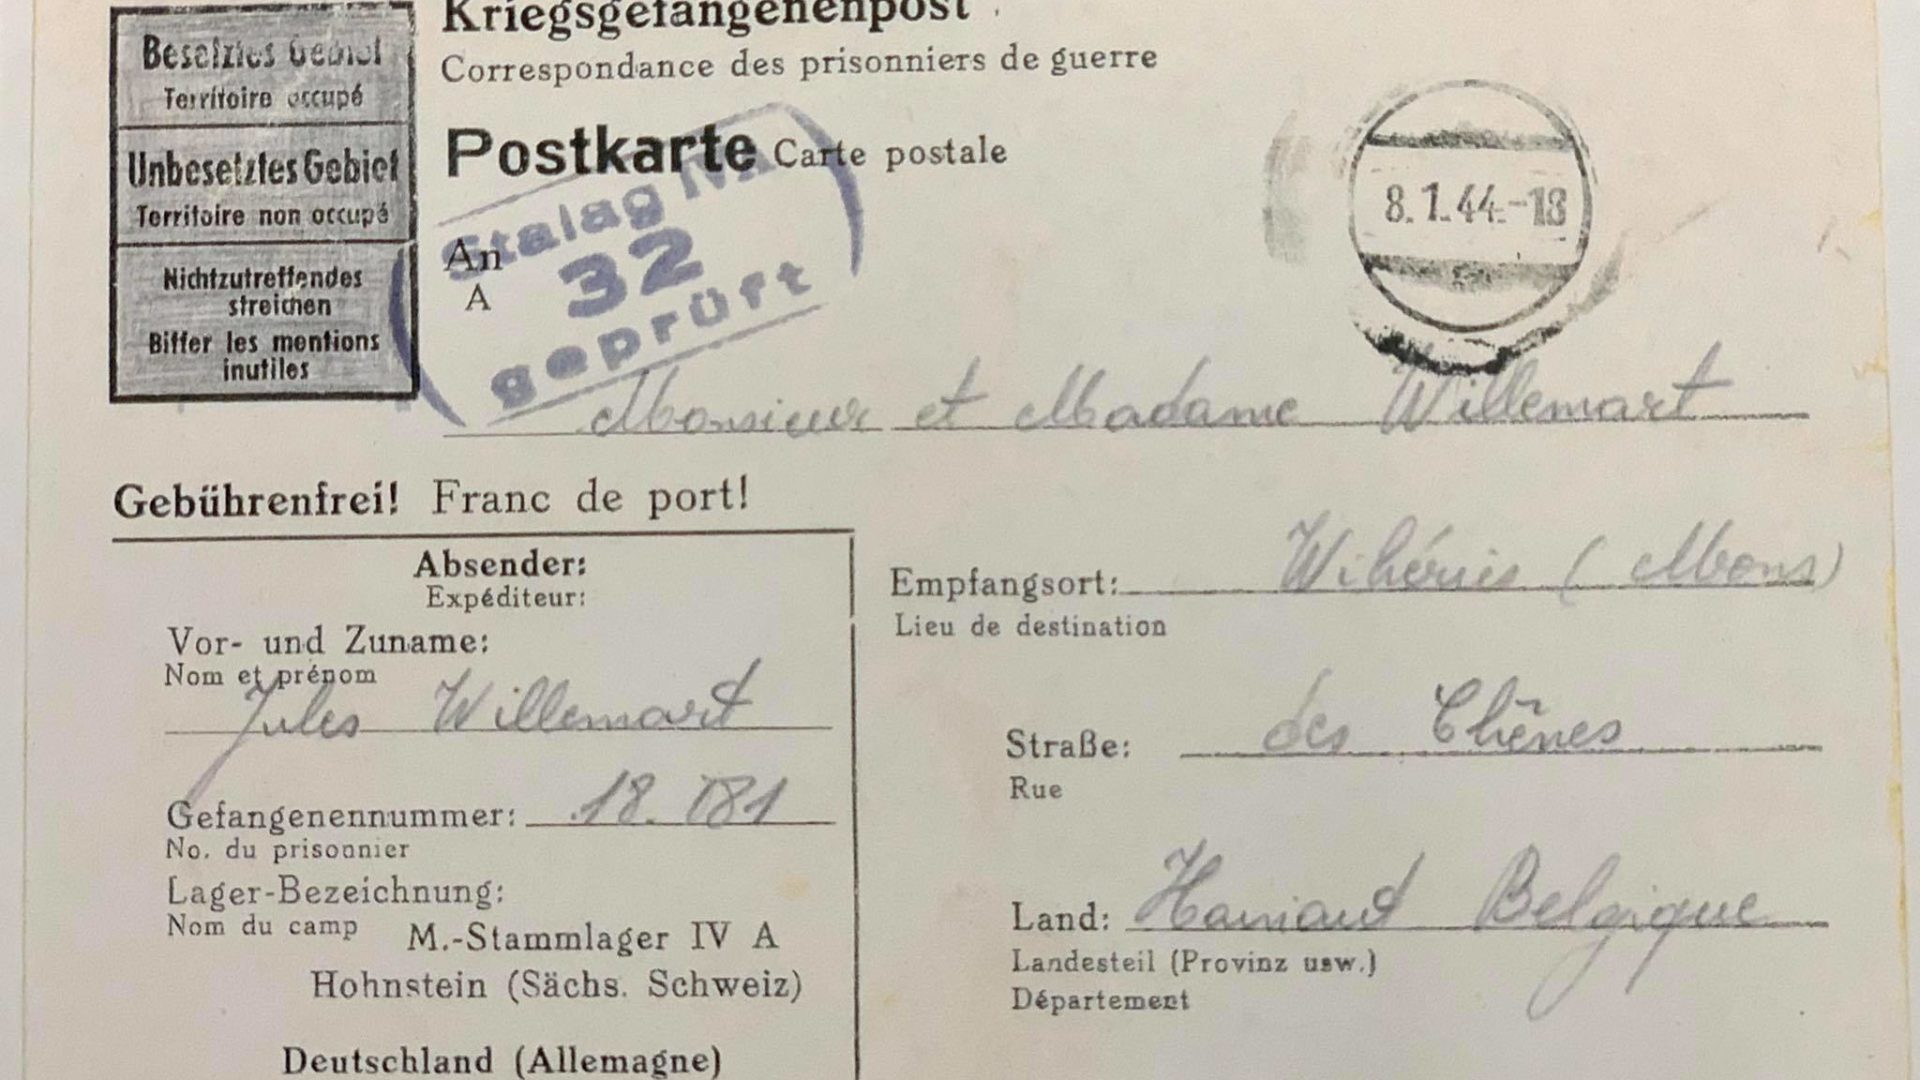 Kriegsgefangenenpost
Correspondance des prisonniers de guerre
Besetztes Gebiet
Territoire occupé
Unbesetztes Gebiet
Territoire non occupé
Nichtzutreffendes
streichen
Biffer les mentions
inutiles
Postkarte Carte postale
Stalag IV A
32
geprüft
8.1.44.-18
An
A
Monsieur et Madame Willemart
Gebührenfrei! Franc de port!
Absender:
Expéditeur:
Vor- und Zuname:
Nom et prénom
Jules Willemart
Gefangenennummer: 18.081
No. du prisonnier
Lager-Bezeichnung:
Nom du camp
M.-Stammlager IV A
Hohnstein (Sächs. Schweiz)
Deutschland (Allemagne)
Empfangsort: Wihéries (Mons)
Lieu de destination
Straße: des Chênes
Rue
Land: Hainaut Belgique
Landesteil (Provinz usw.)
Département